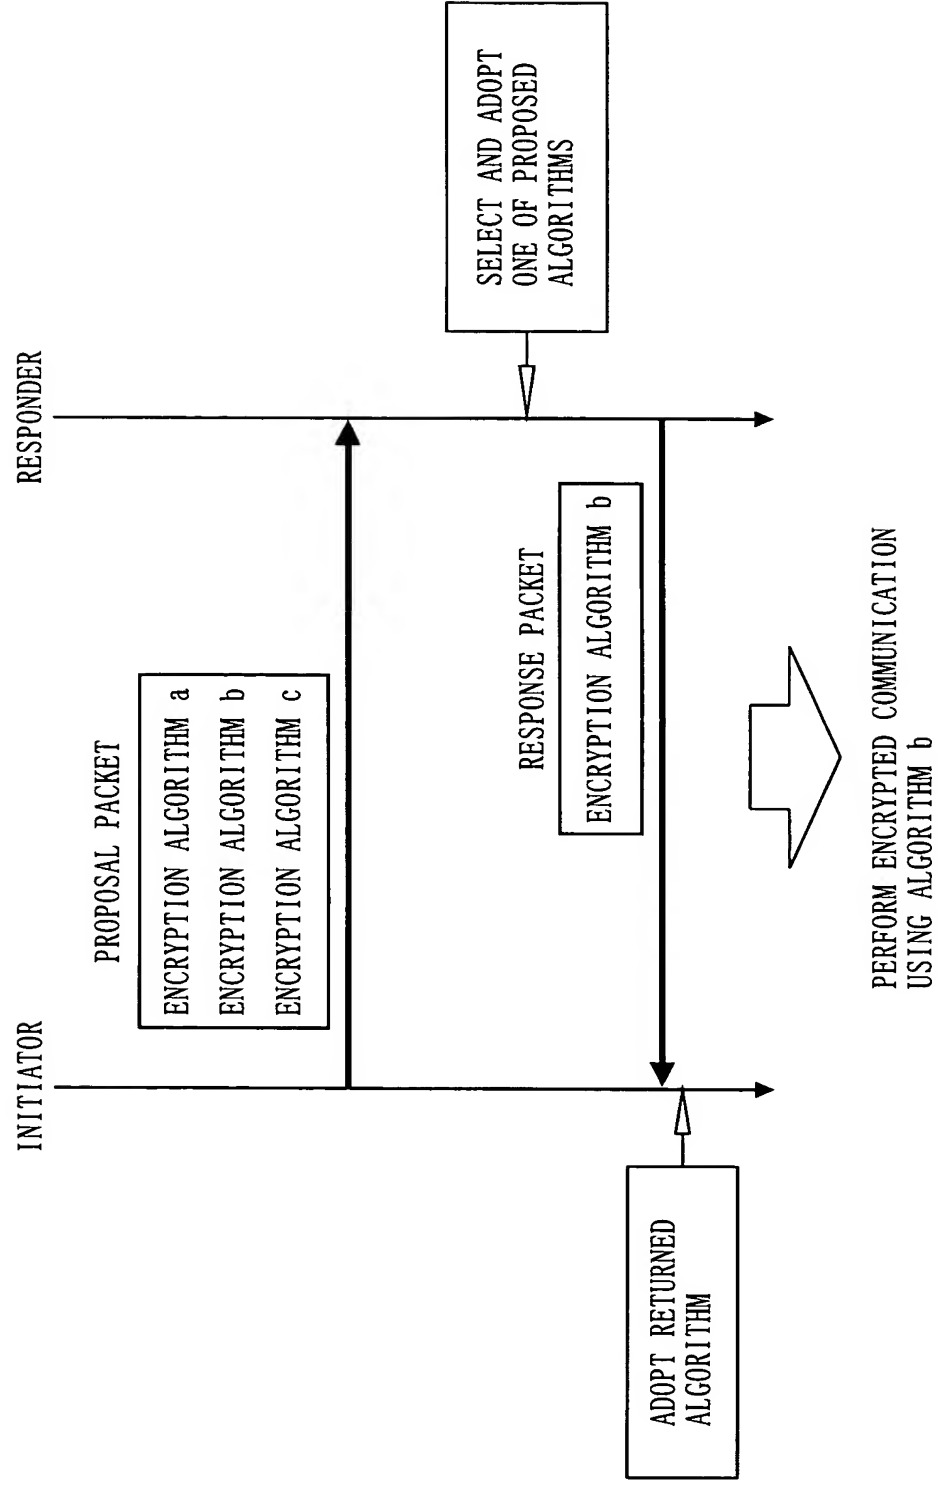 INITIATOR
RESPONDER
PROPOSAL PACKET
ENCRYPTION ALGORITHM a
ENCRYPTION ALGORITHM b
ENCRYPTION ALGORITHM c
SELECT AND ADOPT
ONE OF PROPOSED
ALGORITHMS
RESPONSE PACKET
ENCRYPTION ALGORITHM b
ADOPT RETURNED
ALGORITHM
PERFORM ENCRYPTED COMMUNICATION
USING ALGORITHM b